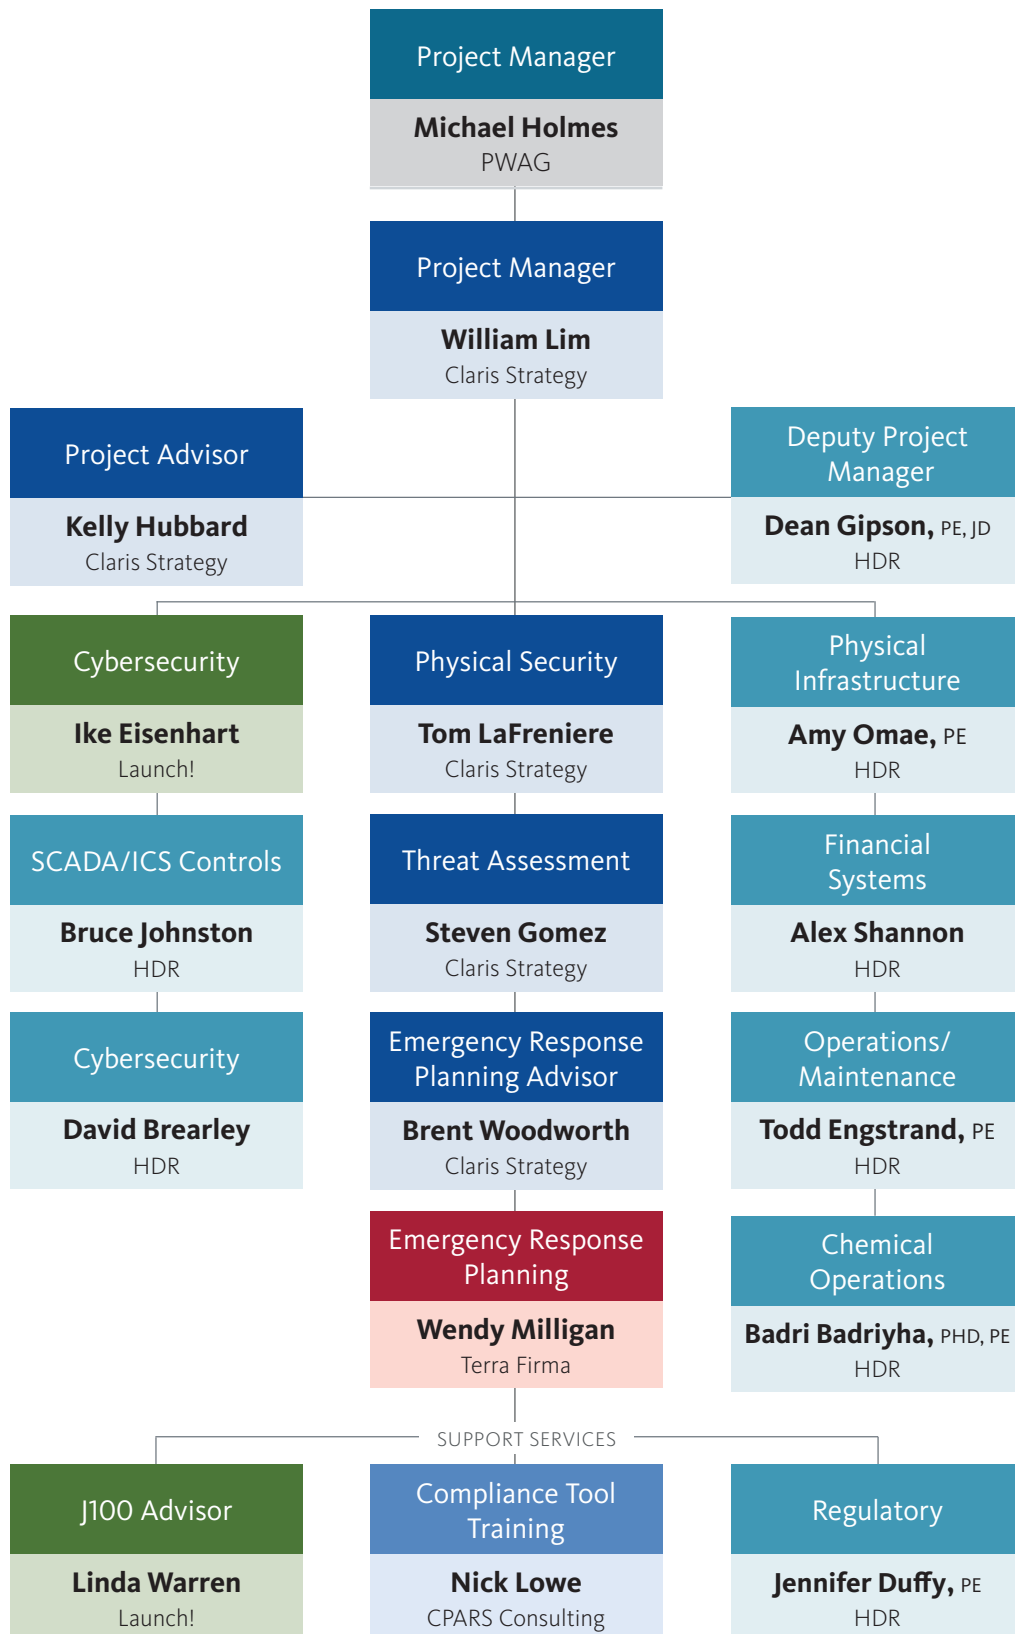 Project Manager
Michael Holmes
PWAG
Project Manager
William Lim
Claris Strategy
Project Advisor
Kelly Hubbard
Claris Strategy
Deputy Project
Manager
Dean Gipson, PE, JD
HDR
Cybersecurity
Ike Eisenhart
Launch!
Physical Security
Tom LaFreniere
Claris Strategy
Physical
Infrastructure
Amy Omae, PE
HDR
SCADA/ICS Controls
Bruce Johnston
HDR
Threat Assessment
Steven Gomez
Claris Strategy
Financial
Systems
Alex Shannon
HDR
Cybersecurity
David Brearley
HDR
Emergency Response
Planning Advisor
Brent Woodworth
Claris Strategy
Operations/
Maintenance
Todd Engstrand, PE
HDR
Emergency Response
Planning
Wendy Milligan
Terra Firma
Chemical
Operations
Badri Badriyha, PHD, PE
HDR
SUPPORT SERVICES
J100 Advisor
Linda Warren
Launch!
Compliance Tool
Training
Nick Lowe
CPARS Consulting
Regulatory
Jennifer Duffy, PE
HDR